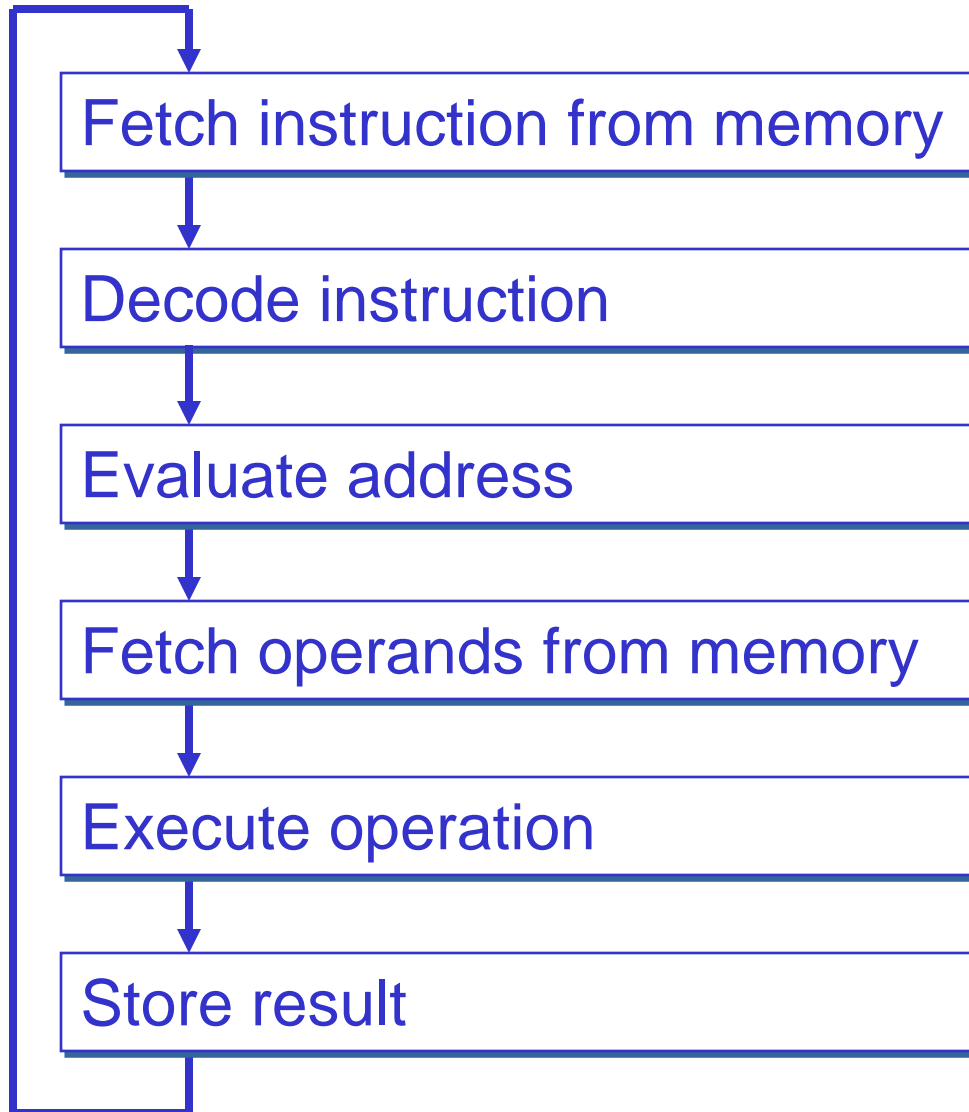 Fetch instruction from memory
Decode instruction
Evaluate address
Fetch operands from memory
Execute operation
Store result